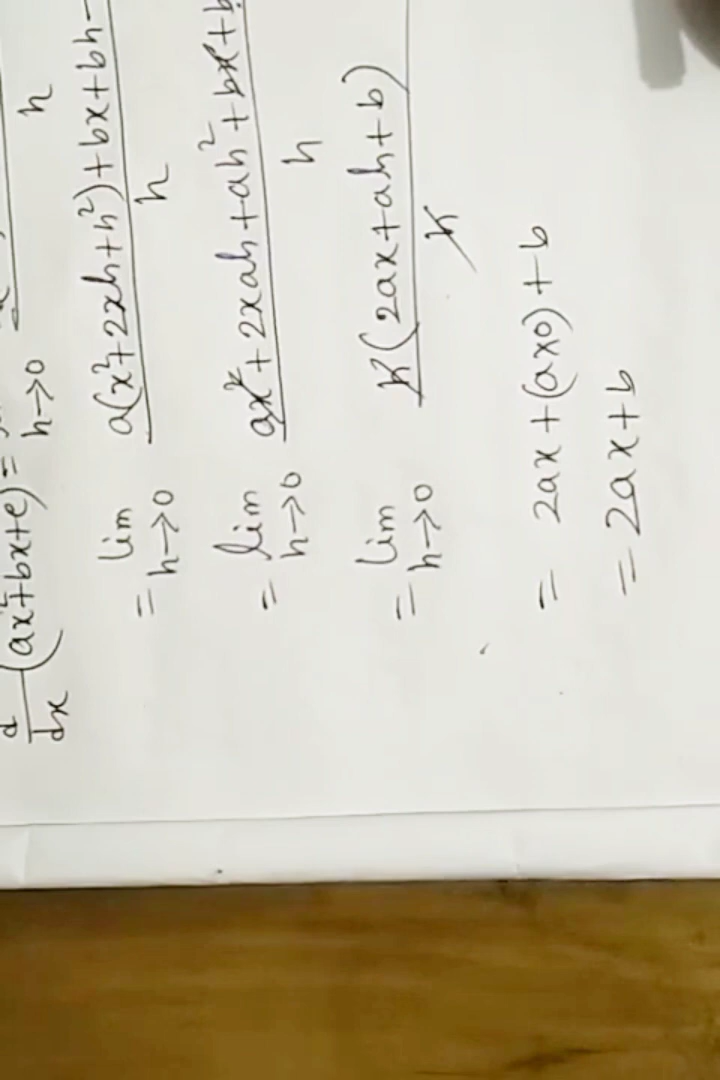 d/dx (ax²+bx+c) = h→0 h
= lim h→0 a(x²+2xh+h²)+bx+bh- / h
= lim h→0 ax²+2xah+ah²+bx+b / h
= lim h→0 h(2ax+ah+b) / h
= 2ax+(a×0)+b
= 2ax+b